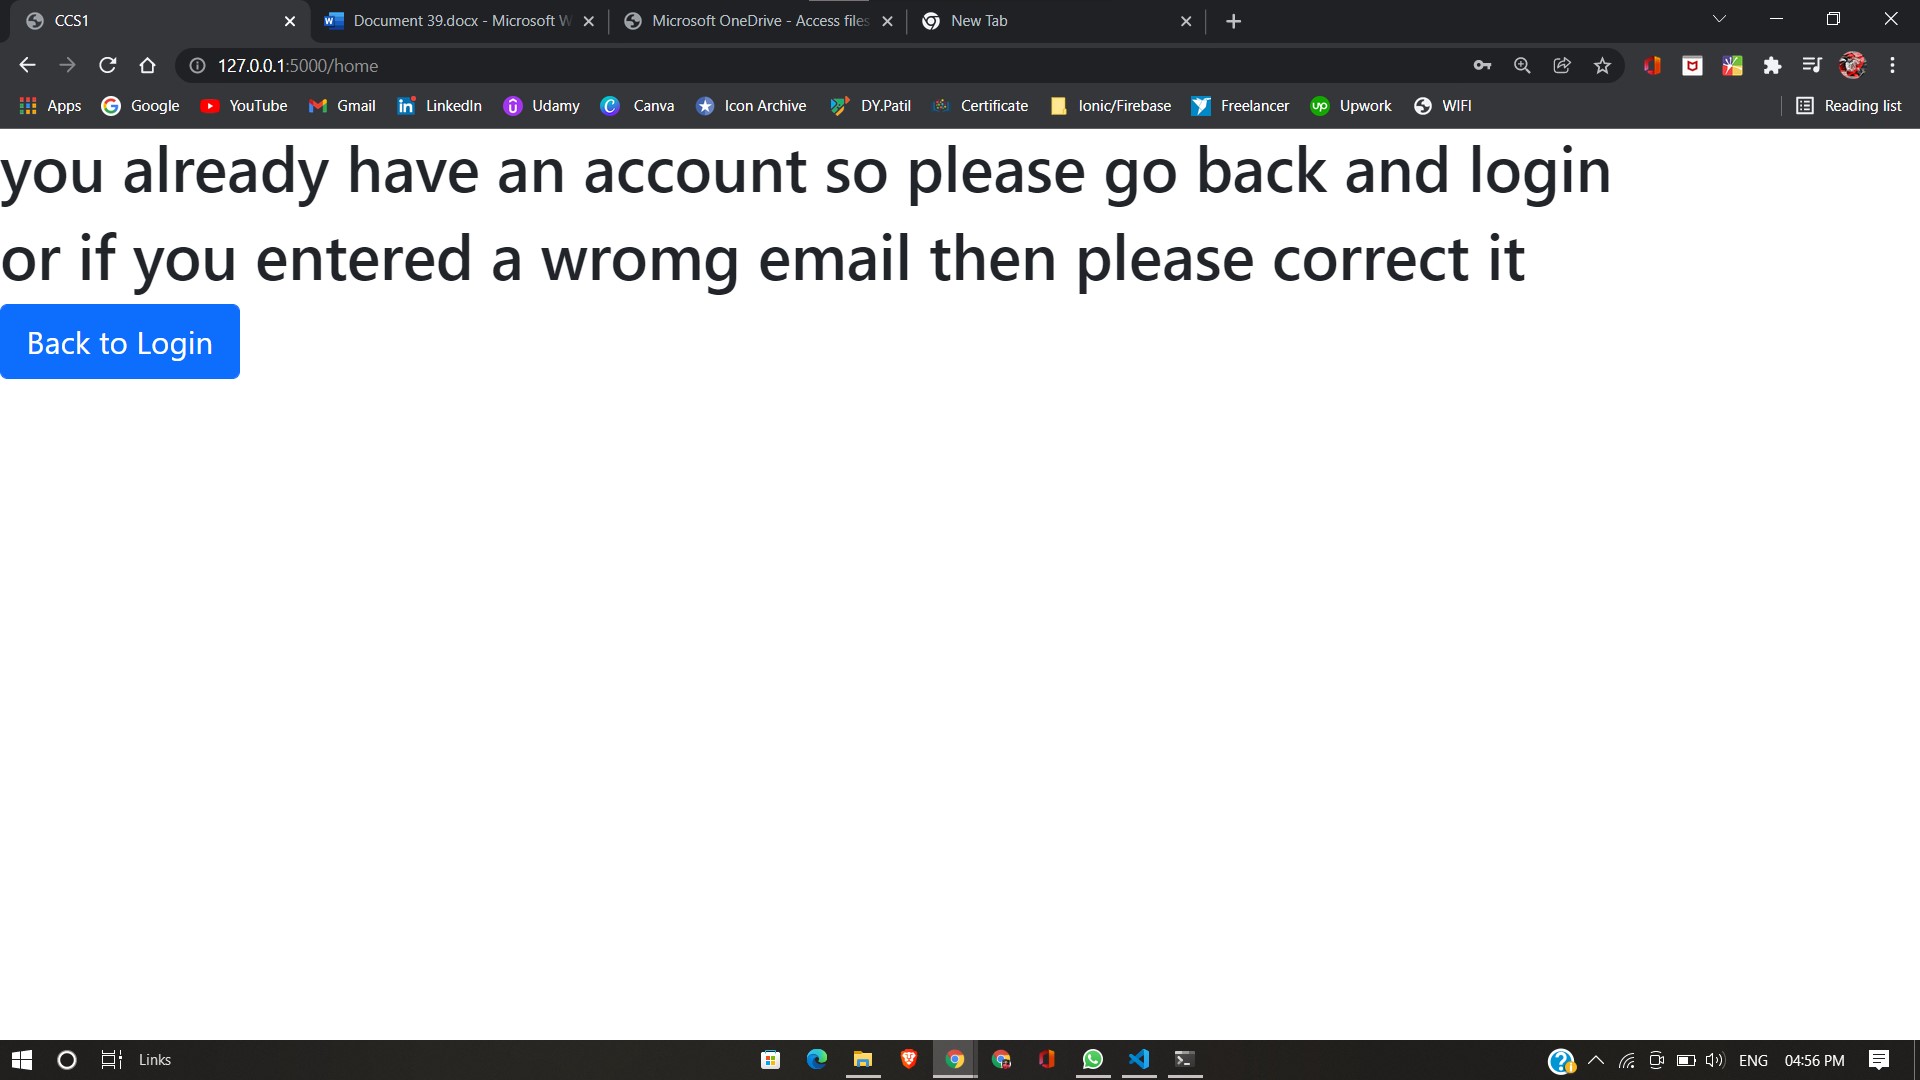 CCS1
Document 39.docx - Microsoft W
Microsoft OneDrive - Access files
New Tab
127.0.0.1:5000/home
Apps
Google
YouTube
Gmail
LinkedIn
Udamy
Canva
Icon Archive
DY.Patil
Certificate
Ionic/Firebase
Freelancer
Upwork
WIFI
Reading list
you already have an account so please go back and login
or if you entered a wromg email then please correct it
Back to Login
Links
ENG
04:56 PM